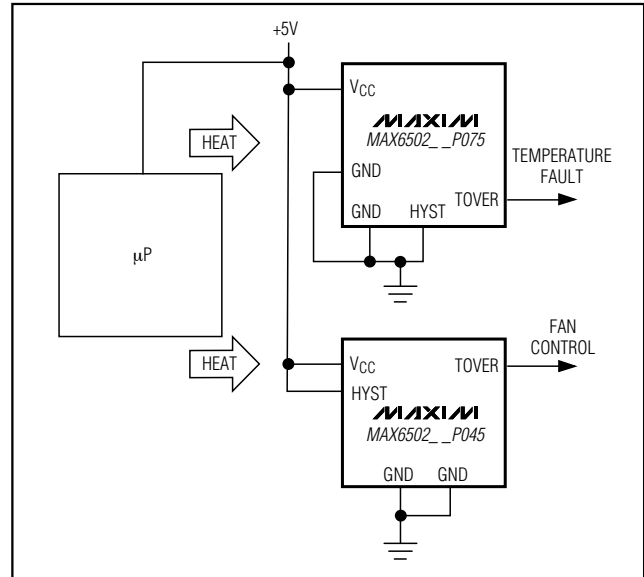 +5V
VCC
MAXIM
MAX6502_ _P075
HEAT
GND
TEMPERATURE
FAULT
TOVER
GND HYST
µP
HEAT
FAN
CONTROL
VCC
TOVER
HYST
MAXIM
MAX6502_ _P045
GND GND